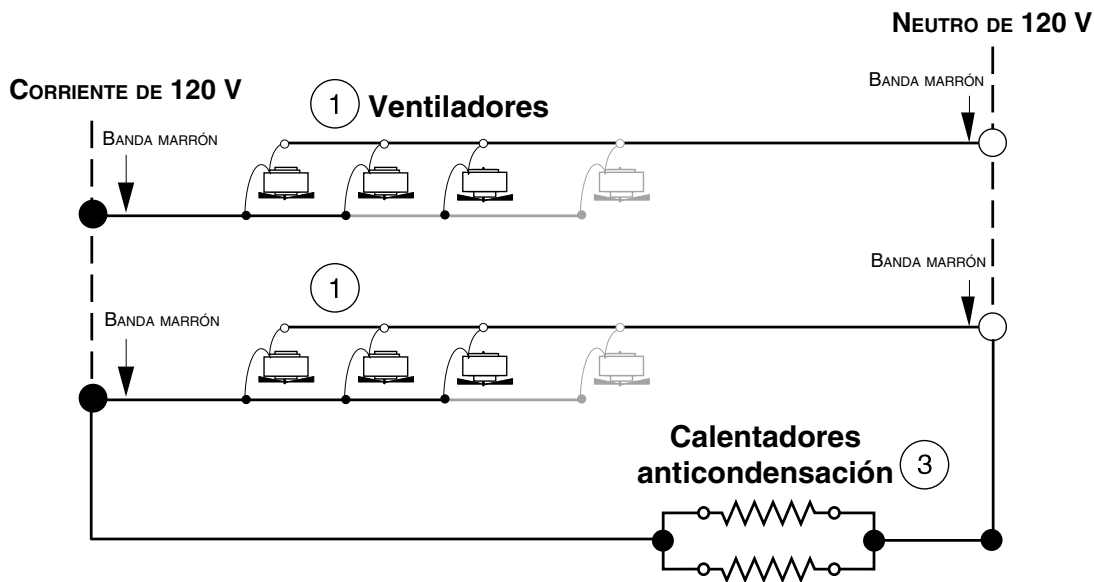 NEUTRO DE 120 V
CORRIENTE DE 120 V
BANDA MARRÓN
1 Ventiladores
BANDA MARRÓN
BANDA MARRÓN
1
BANDA MARRÓN
Calentadores
anticondensación 3